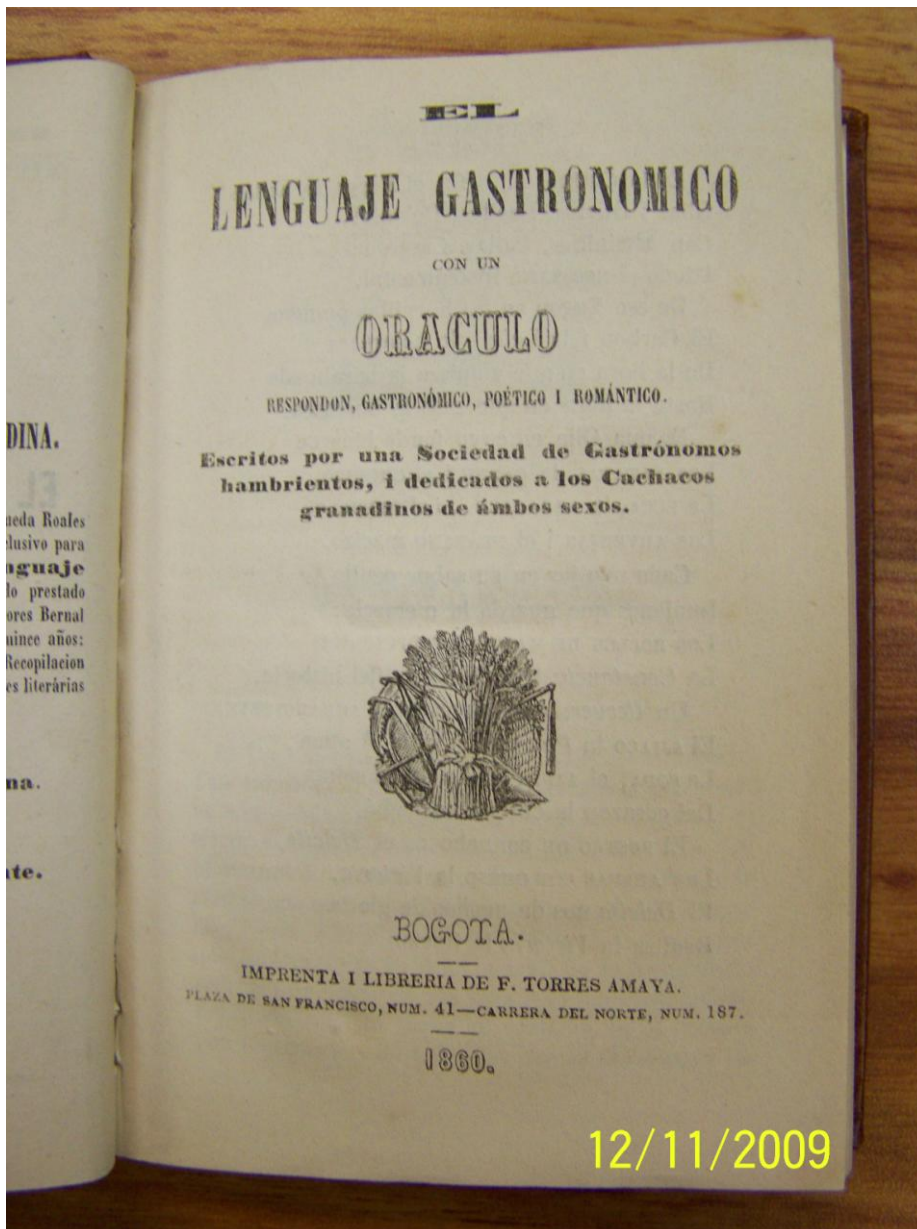 DINA.
ueda Roales
clusivo para
nguaje
lo prestado
ores Bernal
uince años:
Recopilacion
es literárias
na.
te.
EL
LENGUAJE GASTRONOMICO
CON UN
ORACULO
RESPONDON, GASTRONÓMICO, POÉTICO I ROMÁNTICO.
Escritos por una Sociedad de Gastrónomos
hambrientos, i dedicados a los Cachacos
granadinos de ámbos sexos.
BOGOTA.
IMPRENTA I LIBRERIA DE F. TORRES AMAYA.
PLAZA DE SAN FRANCISCO, NUM. 41—CARRERA DEL NORTE, NUM. 187.
1860.
12/11/2009